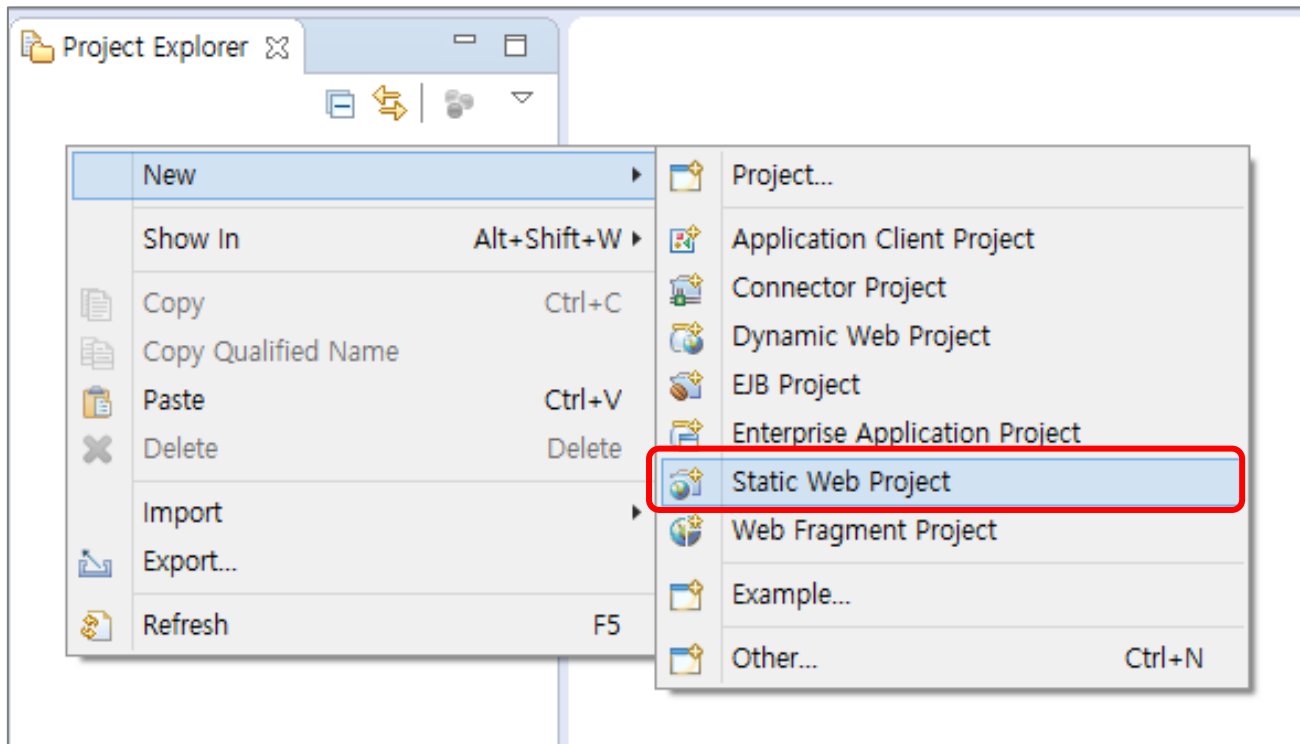 Project Explorer
New
Show In Alt+Shift+W
Copy Ctrl+C
Copy Qualified Name
Paste Ctrl+V
Delete Delete
Import
Export...
Refresh F5
Project...
Application Client Project
Connector Project
Dynamic Web Project
EJB Project
Enterprise Application Project
Static Web Project
Web Fragment Project
Example...
Other... Ctrl+N